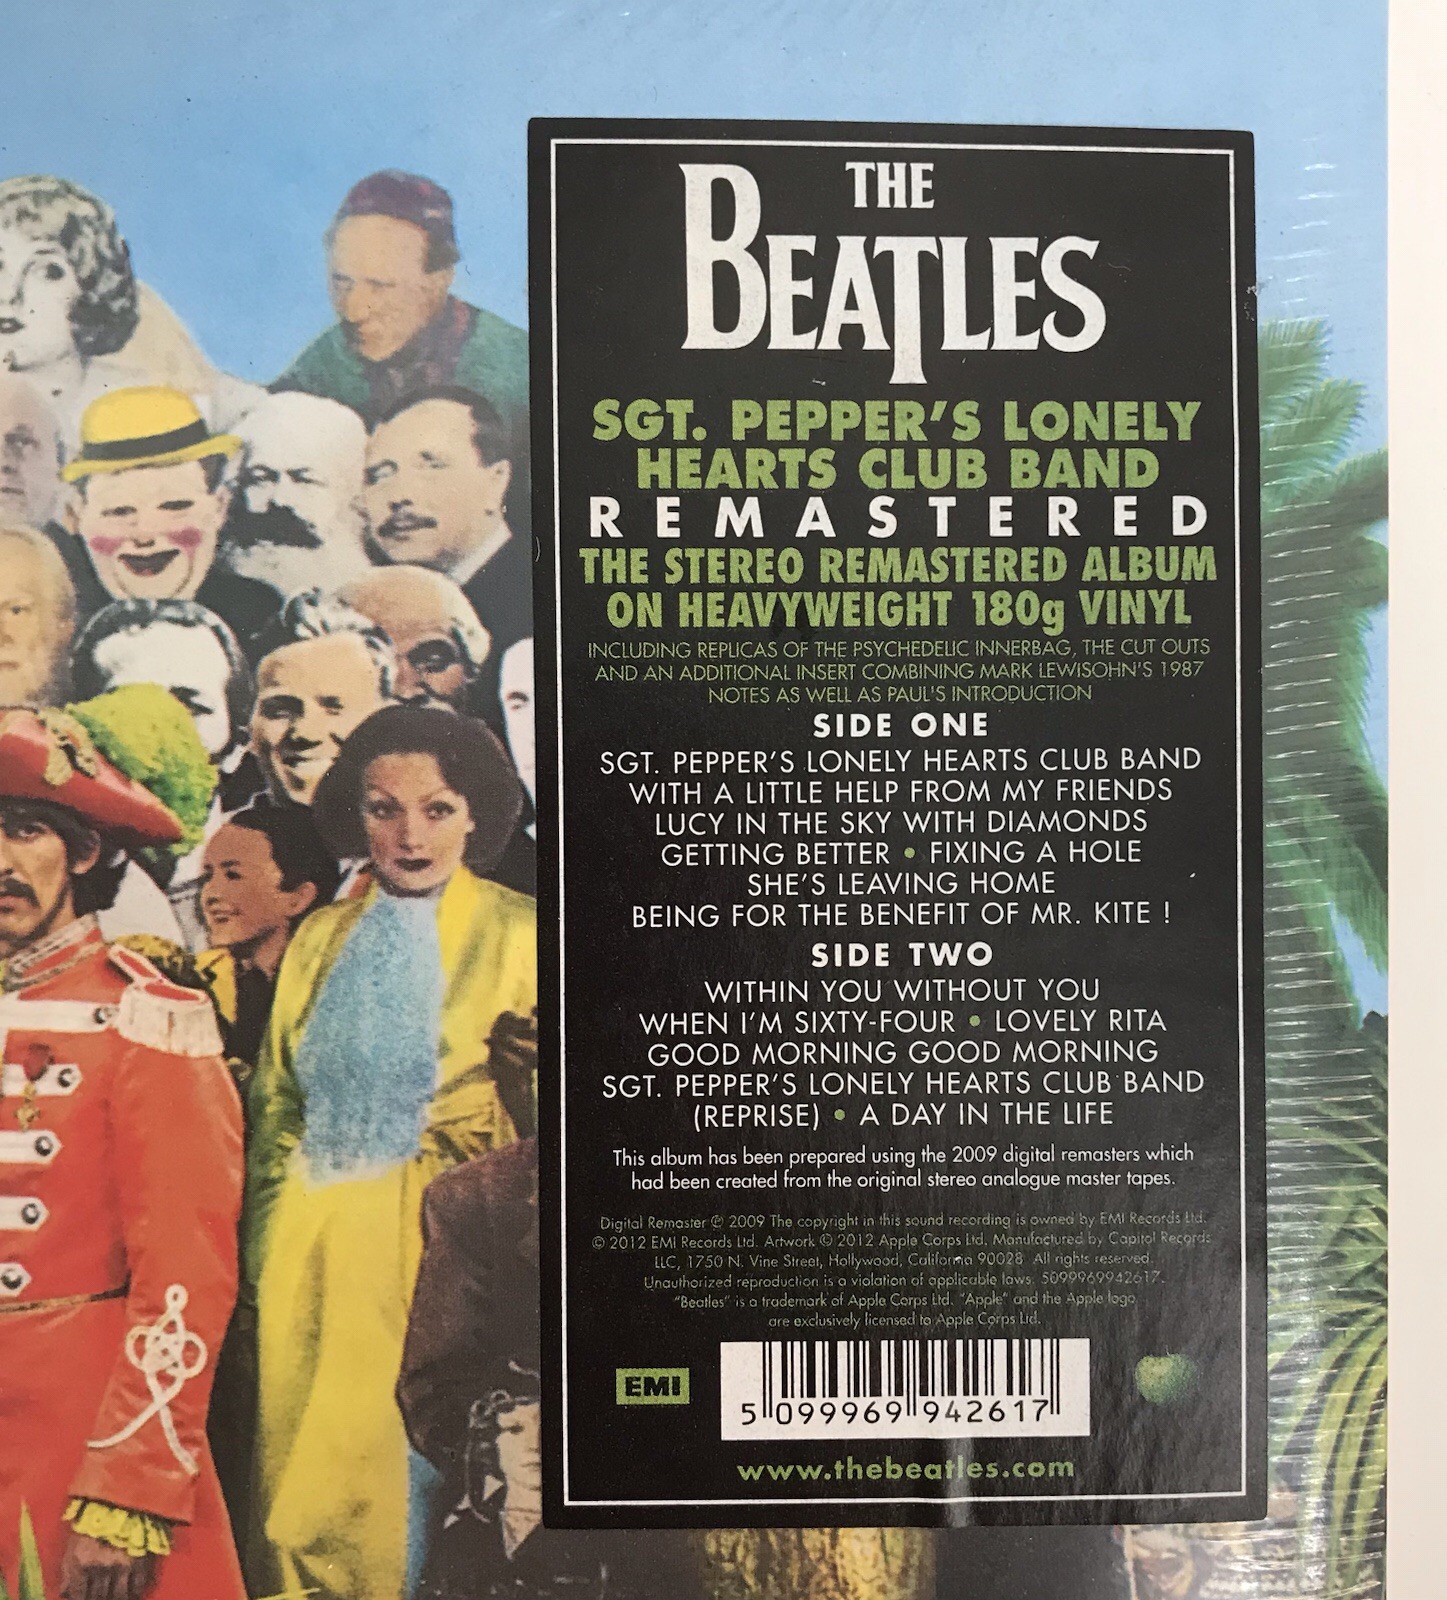 THE
BEATLES
SGT. PEPPER'S LONELY
HEARTS CLUB BAND
REMASTERED
THE STEREO REMASTERED ALBUM
ON HEAVYWEIGHT 180g VINYL
INCLUDING REPLICAS OF THE PSYCHEDELIC INNERBAG, THE CUT OUTS
AND AN ADDITIONAL INSERT COMBINING MARK LEWISOHN'S 1987
NOTES AS WELL AS PAUL'S INTRODUCTION
SIDE ONE
SGT. PEPPER'S LONELY HEARTS CLUB BAND
WITH A LITTLE HELP FROM MY FRIENDS
LUCY IN THE SKY WITH DIAMONDS
GETTING BETTER • FIXING A HOLE
SHE'S LEAVING HOME
BEING FOR THE BENEFIT OF MR. KITE !
SIDE TWO
WITHIN YOU WITHOUT YOU
WHEN I'M SIXTY-FOUR • LOVELY RITA
GOOD MORNING GOOD MORNING
SGT. PEPPER'S LONELY HEARTS CLUB BAND
(REPRISE) • A DAY IN THE LIFE
This album has been prepared using the 2009 digital remasters which
had been created from the original stereo analogue master tapes.
Digital Remaster ℗ 2009 The copyright in this sound recording is owned by EMI Records Ltd.
© 2012 EMI Records Ltd. Artwork © 2012 Apple Corps Ltd. Manufactured by Capitol Records
LLC, 1750 N. Vine Street, Hollywood, California 90028 All rights reserved.
Unauthorized reproduction is a violation of applicable laws. 5099969942617.
"Beatles" is a trademark of Apple Corps Ltd. "Apple" and the Apple logo
are exclusively licensed to Apple Corps Ltd.
EMI
5 099969 942617
www.thebeatles.com